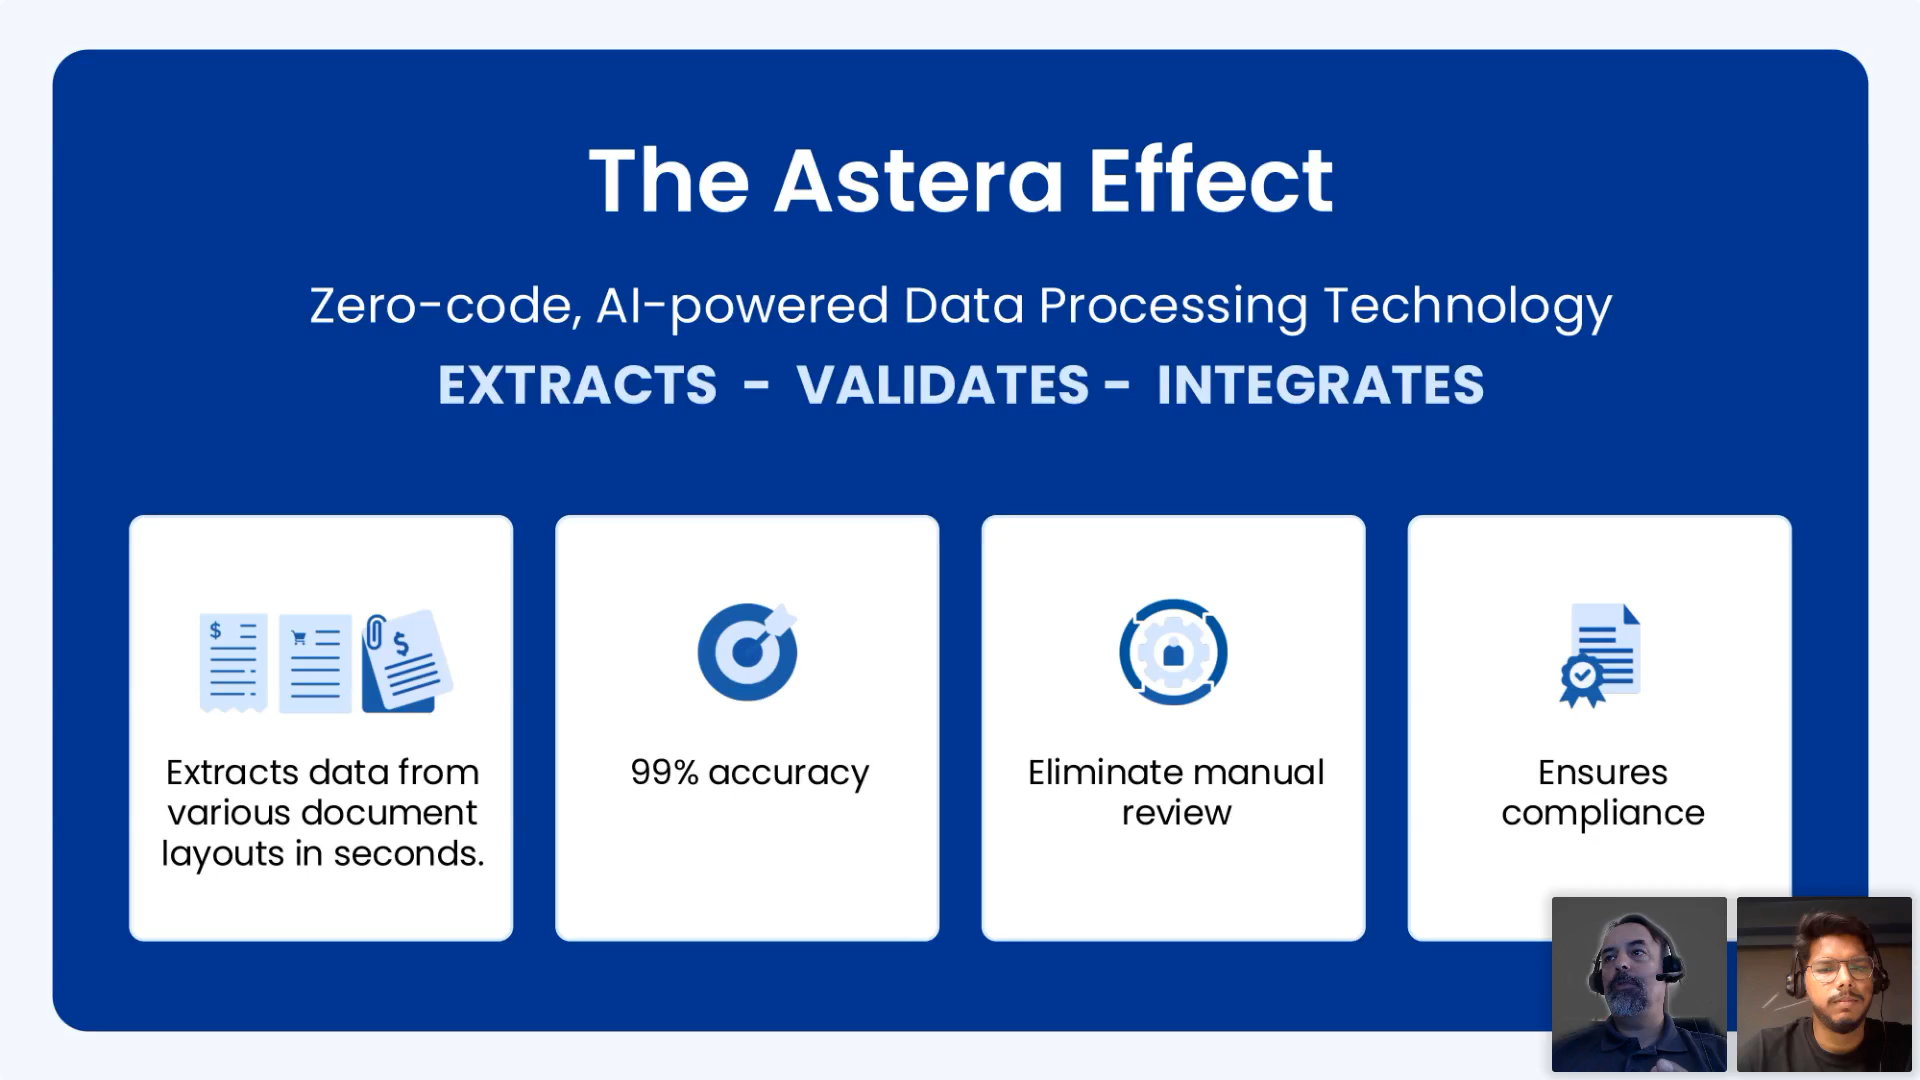 The Astera Effect
Zero-code, AI-powered Data Processing Technology
EXTRACTS - VALIDATES - INTEGRATES
$
$
Extracts data from
various document
layouts in seconds.
99% accuracy
Eliminate manual
review
Ensures
compliance